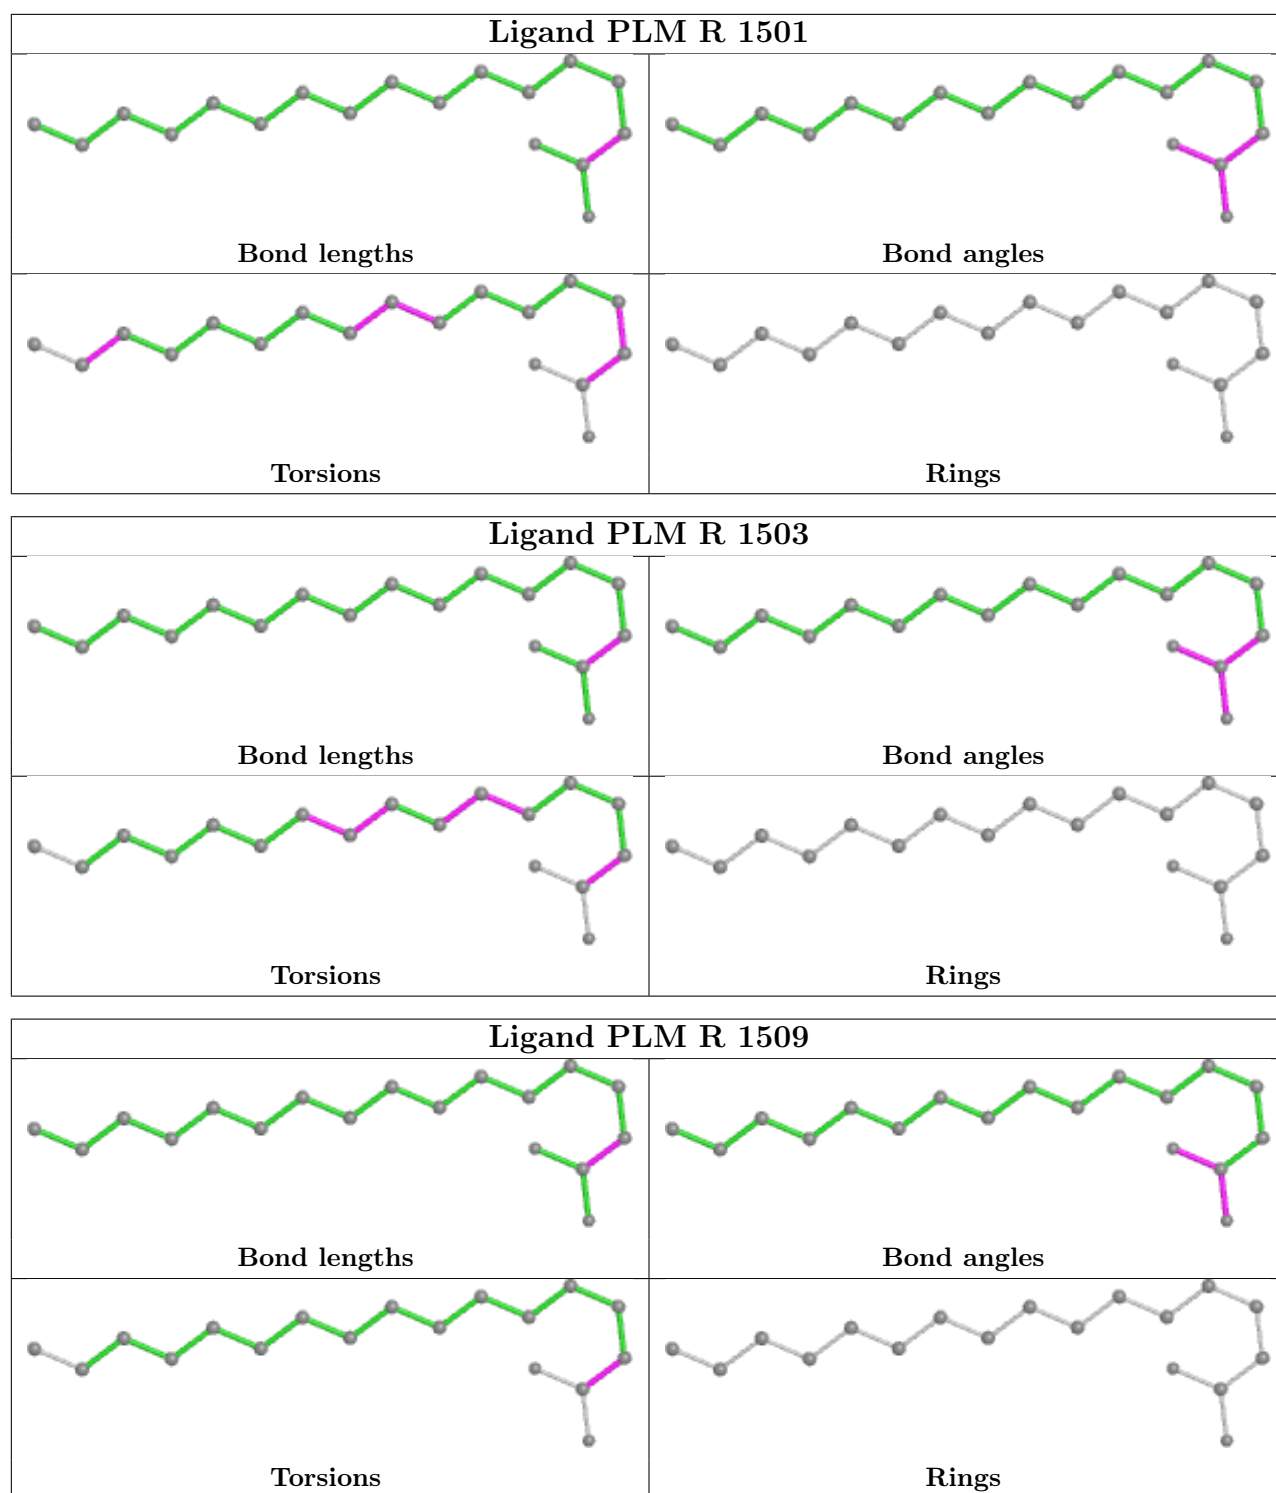 Ligand PLM R 1501
Bond lengths
Bond angles
Torsions
Rings
Ligand PLM R 1503
Bond lengths
Bond angles
Torsions
Rings
Ligand PLM R 1509
Bond lengths
Bond angles
Torsions
Rings